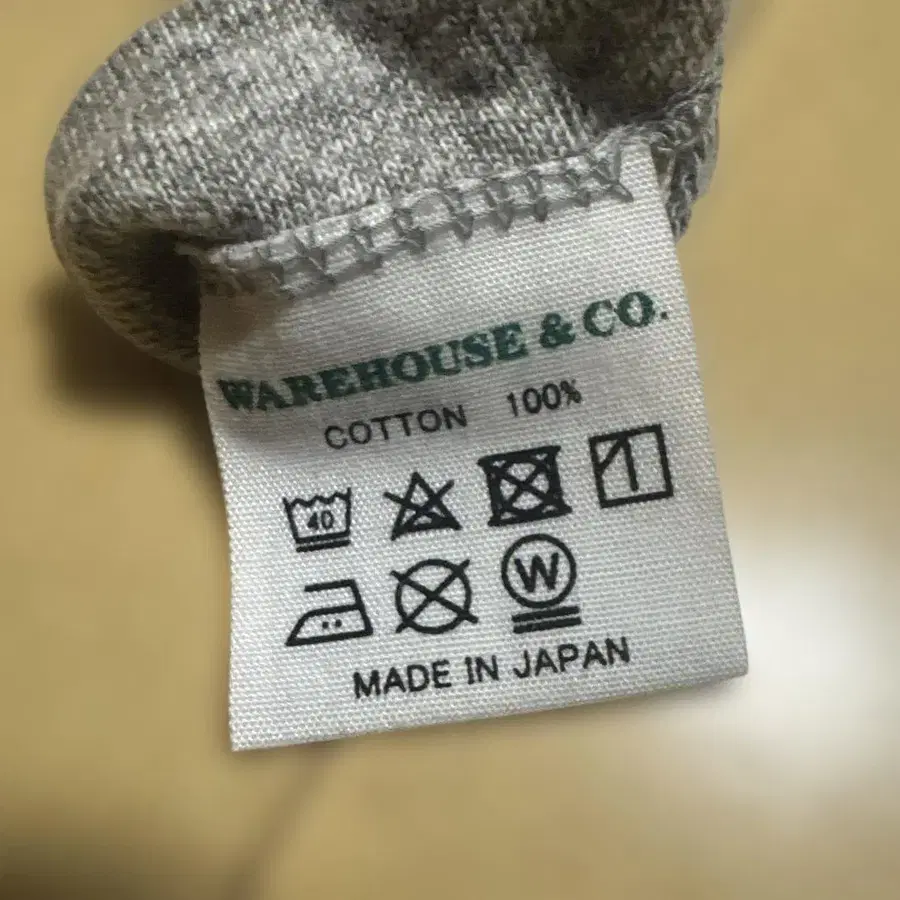 WAREHOUSE & CO.
COTTON 100%
40
W
MADE IN JAPAN